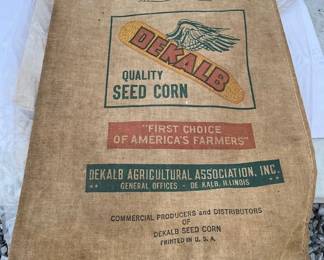 DEKALB
QUALITY
SEED CORN
"FIRST CHOICE
OF AMERICA'S FARMERS"
DEKALB AGRICULTURAL ASSOCIATION, INC.
GENERAL OFFICES - DE KALB, ILLINOIS
COMMERCIAL PRODUCERS and DISTRIBUTORS
OF
DEKALB SEED CORN
PRINTED IN U. S. A.